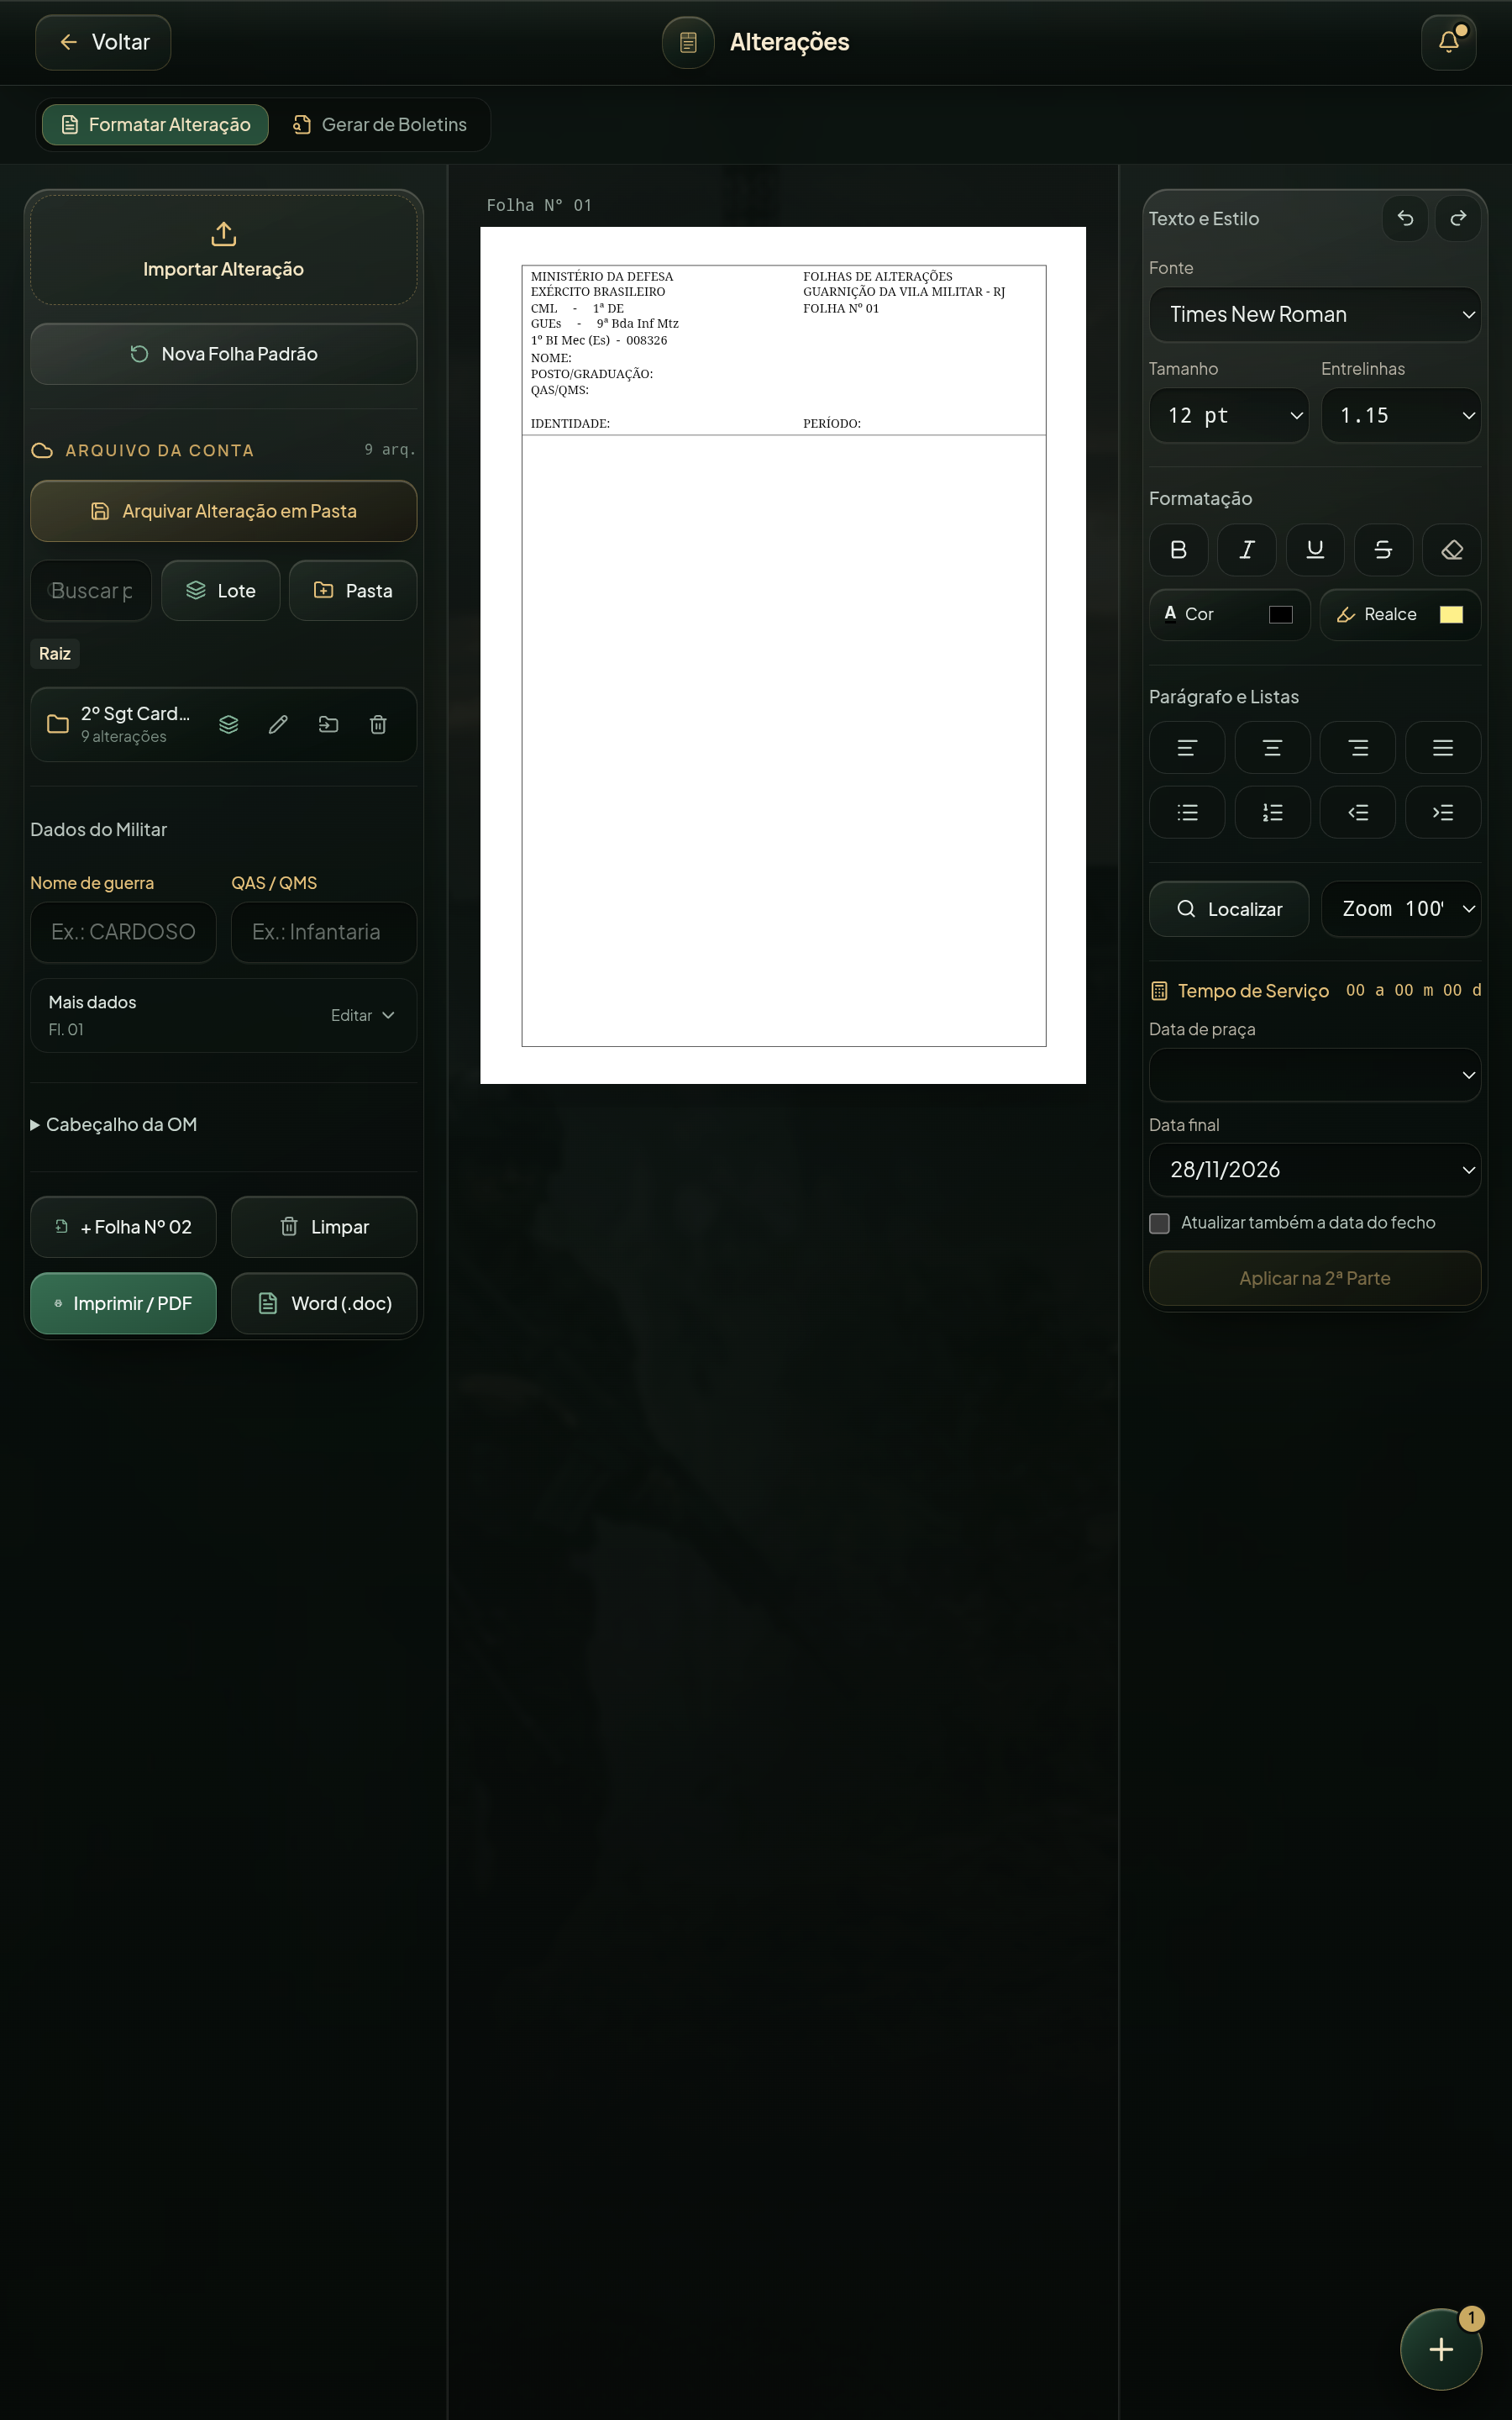 Voltar
Alterações
Formatar Alteração
Gerar de Boletins
Importar Alteração
Nova Folha Padrão
ARQUIVO DA CONTA
9 arq.
Arquivar Alteração em Pasta
Buscar p
Lote
Pasta
Raiz
2º Sgt Card...
9 alterações
Dados do Militar
Nome de guerra
QAS / QMS
Ex.: CARDOSO
Ex.: Infantaria
Mais dados
Fl. 01
Editar
Cabeçalho da OM
+ Folha Nº 02
Limpar
Imprimir / PDF
Word (.doc)
Folha N° 01
MINISTÉRIO DA DEFESA
EXÉRCITO BRASILEIRO
CML - 1ª DE
GUEs - 9ª Bda Inf Mtz
1º BI Mec (Es) - 008326
NOME:
POSTO/GRADUAÇÃO:
QAS/QMS:
IDENTIDADE:
FOLHAS DE ALTERAÇÕES
GUARNIÇÃO DA VILA MILITAR - RJ
FOLHA Nº 01
PERÍODO:
Texto e Estilo
Fonte
Times New Roman
Tamanho
Entrelinhas
12 pt
1.15
Formatação
B I U S
A Cor
Realce
Parágrafo e Listas
Localizar
Zoom 100
Tempo de Serviço
00 a 00 m 00 d
Data de praça
Data final
28/11/2026
Atualizar também a data do fecho
Aplicar na 2ª Parte
1